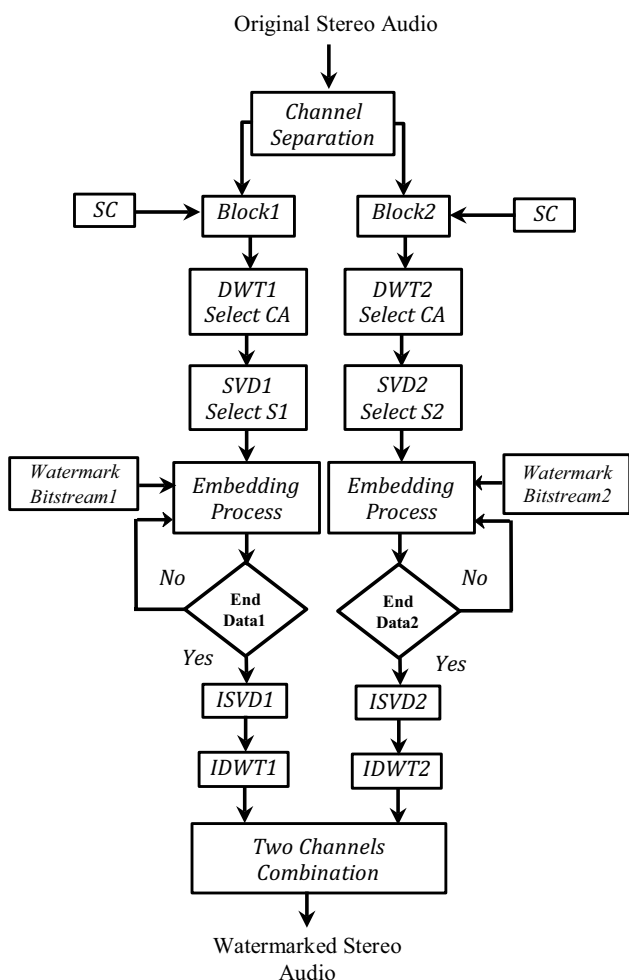 Original Stereo Audio
Channel
Separation
SC
Block1
Block2
SC
DWT1
Select CA
DWT2
Select CA
SVD1
Select S1
SVD2
Select S2
Watermark
Bitstream1
Embedding
Process
Embedding
Process
Watermark
Bitstream2
No
End
Data1
End
Data2
No
Yes
Yes
ISVD1
ISVD2
IDWT1
IDWT2
Two Channels
Combination
Watermarked Stereo
Audio